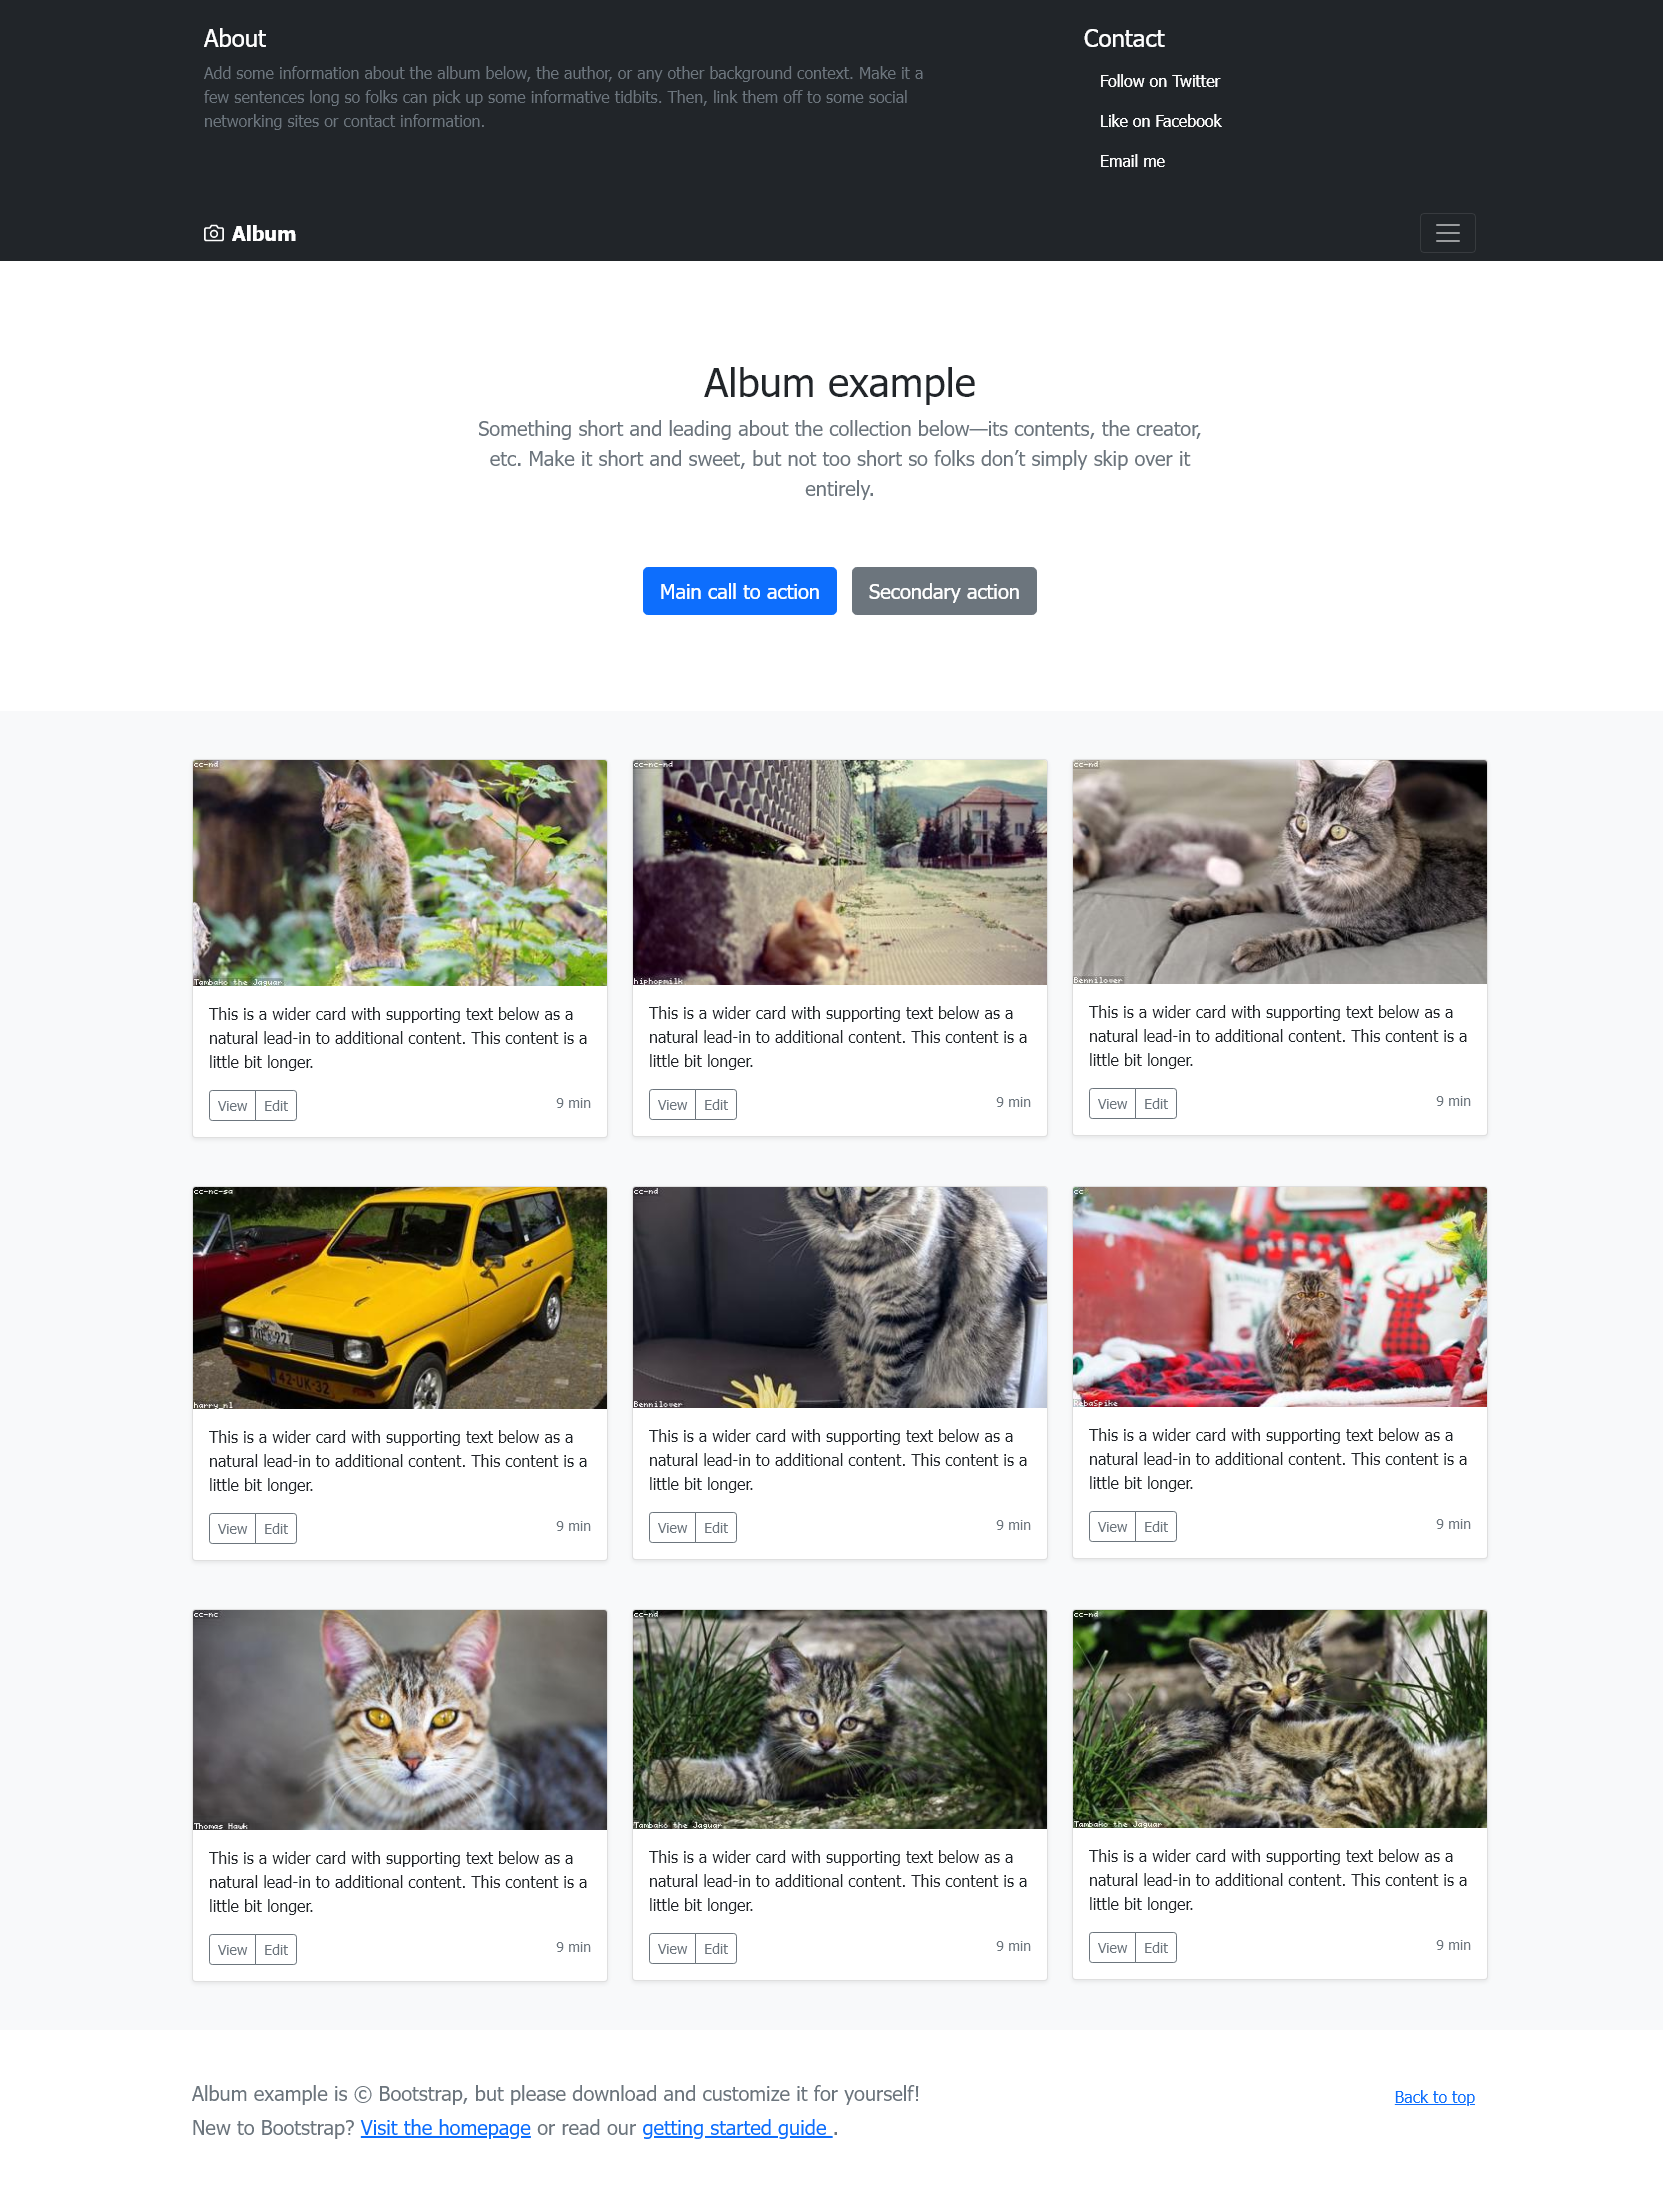 About
Add some information about the album below, the author, or any other background context. Make it a
few sentences long so folks can pick up some informative tidbits. Then, link them off to some social
networking sites or contact information.
Contact
Follow on Twitter
Like on Facebook
Email me
Album
Album example
Something short and leading about the collection below—its contents, the creator,
etc. Make it short and sweet, but not too short so folks don’t simply skip over it
entirely.
Main call to action
Secondary action
cc-nd
Tambako the Jaguar
This is a wider card with supporting text below as a
natural lead-in to additional content. This content is a
little bit longer.
View Edit 9 min
cc-nc-nd
hiphopmilk
This is a wider card with supporting text below as a
natural lead-in to additional content. This content is a
little bit longer.
View Edit 9 min
cc-nd
Bennilover
This is a wider card with supporting text below as a
natural lead-in to additional content. This content is a
little bit longer.
View Edit 9 min
cc-nc-sa
42-UK-32
harry_nl
This is a wider card with supporting text below as a
natural lead-in to additional content. This content is a
little bit longer.
View Edit 9 min
cc-nd
Bennilover
This is a wider card with supporting text below as a
natural lead-in to additional content. This content is a
little bit longer.
View Edit 9 min
cc
RebaSpike
This is a wider card with supporting text below as a
natural lead-in to additional content. This content is a
little bit longer.
View Edit 9 min
cc-nc
Thomas Hawk
This is a wider card with supporting text below as a
natural lead-in to additional content. This content is a
little bit longer.
View Edit 9 min
cc-nd
Tambako the Jaguar
This is a wider card with supporting text below as a
natural lead-in to additional content. This content is a
little bit longer.
View Edit 9 min
cc-nd
Tambako the Jaguar
This is a wider card with supporting text below as a
natural lead-in to additional content. This content is a
little bit longer.
View Edit 9 min
Album example is © Bootstrap, but please download and customize it for yourself!
New to Bootstrap? Visit the homepage or read our getting started guide .
Back to top